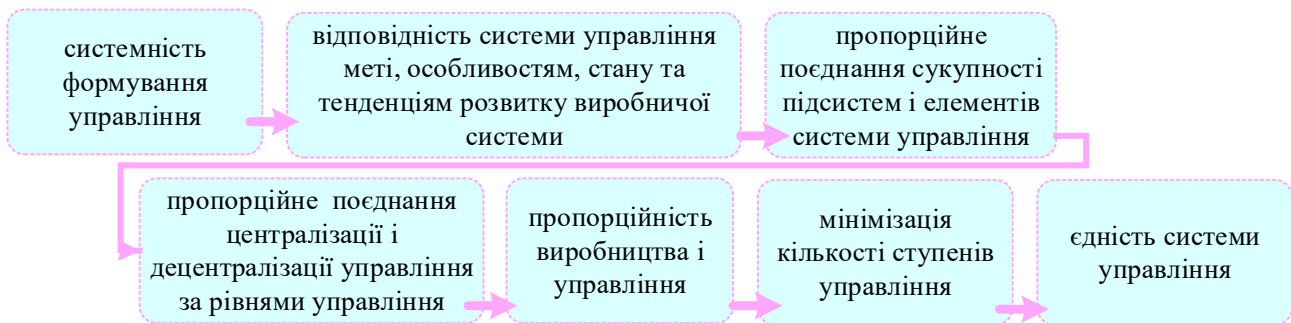 системність
формування
управління
відповідність системи управління
меті, особливостям, стану та
тенденціям розвитку виробничої
системи
пропорційне
поєднання сукупності
підсистем і елементів
системи управління
пропорційне поєднання
централізації і
децентралізації управління
за рівнями управління
пропорційність
виробництва і
управління
мінімізація
кількості ступенів
управління
єдність системи
управління